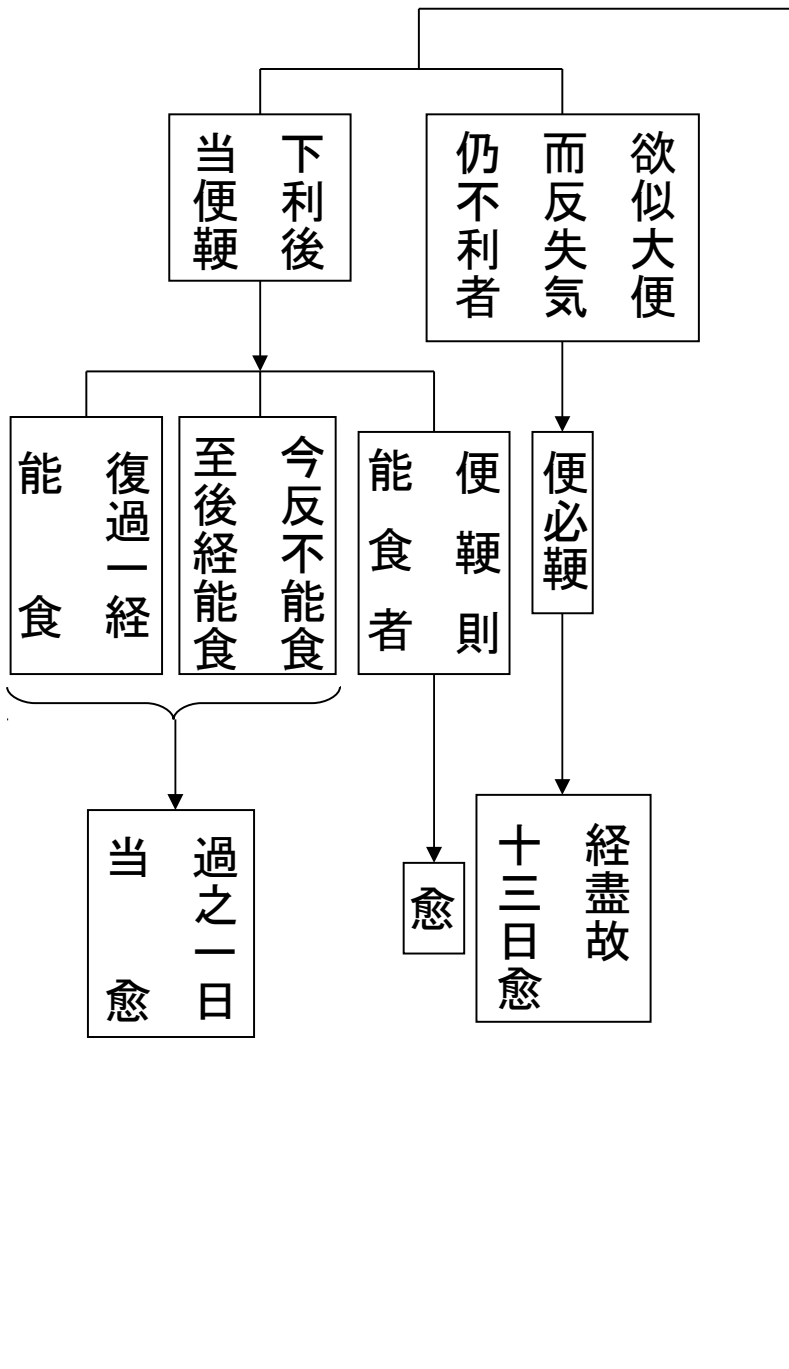 欲似大便
而反失気
仍不利者
下利後
当便鞕
便必鞕
便鞕則
能食者
今反不能食
至後経能食
復過一経
能食
経盡故
十三日愈
愈
過之一日
当愈